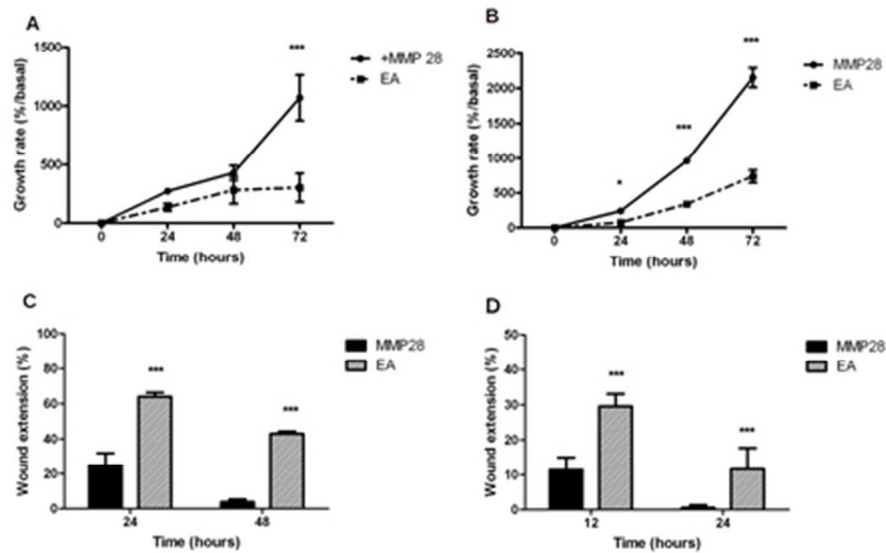 A
***
1500
1000
500
0
Growth rate (%/basal)
0 24 48 72
Time (hours)
+MMP 28
EA
B
***
***
*
2500
2000
1500
1000
500
0
Growth rate (%/basal)
0 24 48 72
Time (hours)
MMP28
EA
C
***
***
100
80
60
40
20
0
Wound extension (%)
24 48
Time (hours)
MMP28
EA
D
***
***
50
40
30
20
10
0
Wound extension (%)
12 24
Time (hours)
MMP28
EA